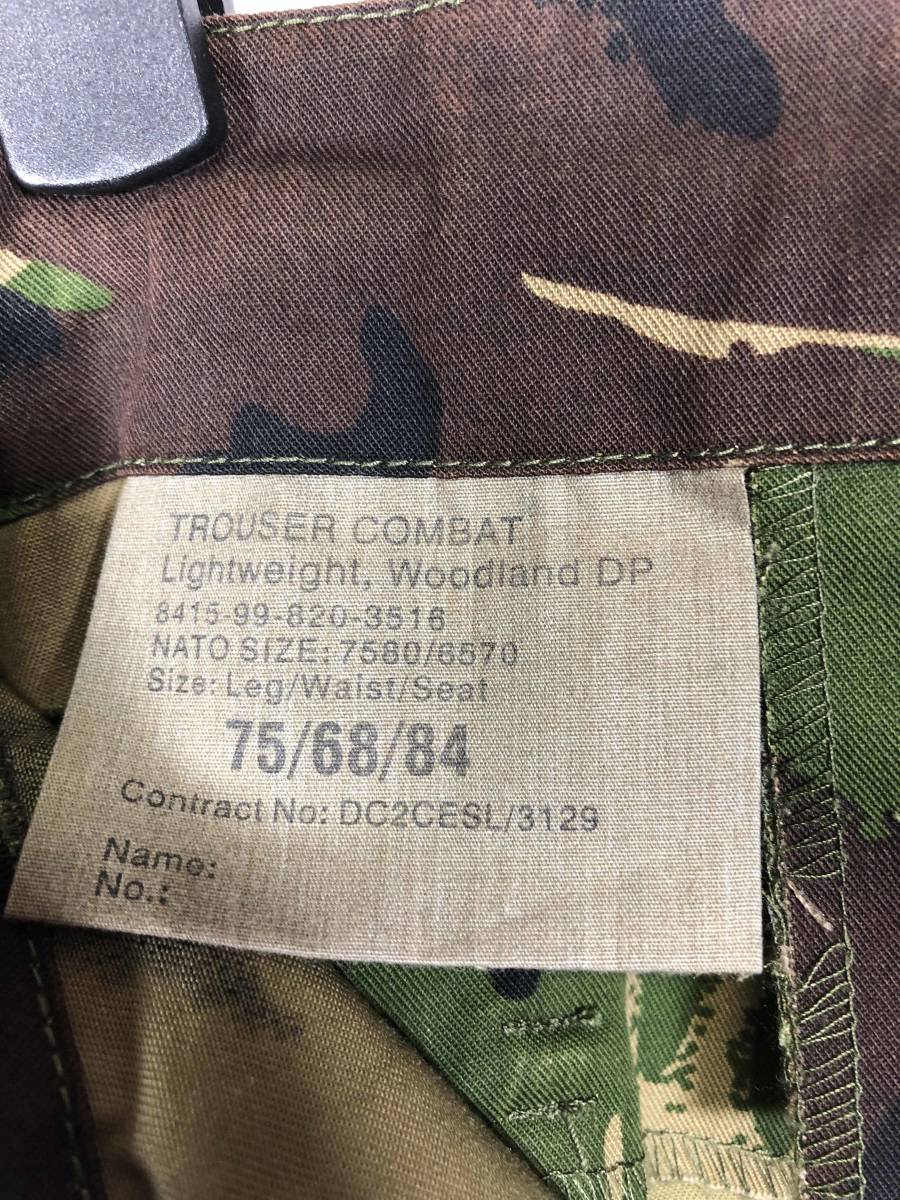 TROUSER COMBAT
Lightweight, Woodland DP
8415-99-820-3516
NATO SIZE: 7580/6570
Size: Leg/Waist/Seat
75/68/84
Contract No: DC2CESL/3129
Name:
No.: